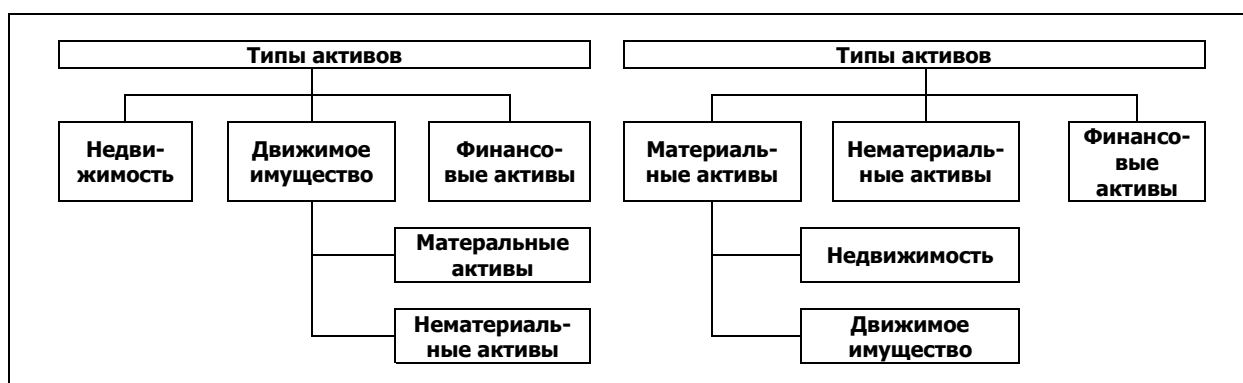 Типы активов
Недви-
жимость
Движимое
имущество
Финансо-
вые активы
Матеральные
активы
Нематериаль-
ные активы
Типы активов
Материаль-
ные активы
Нематериаль-
ные активы
Финансо-
вые
активы
Недвижимость
Движимое
имущество